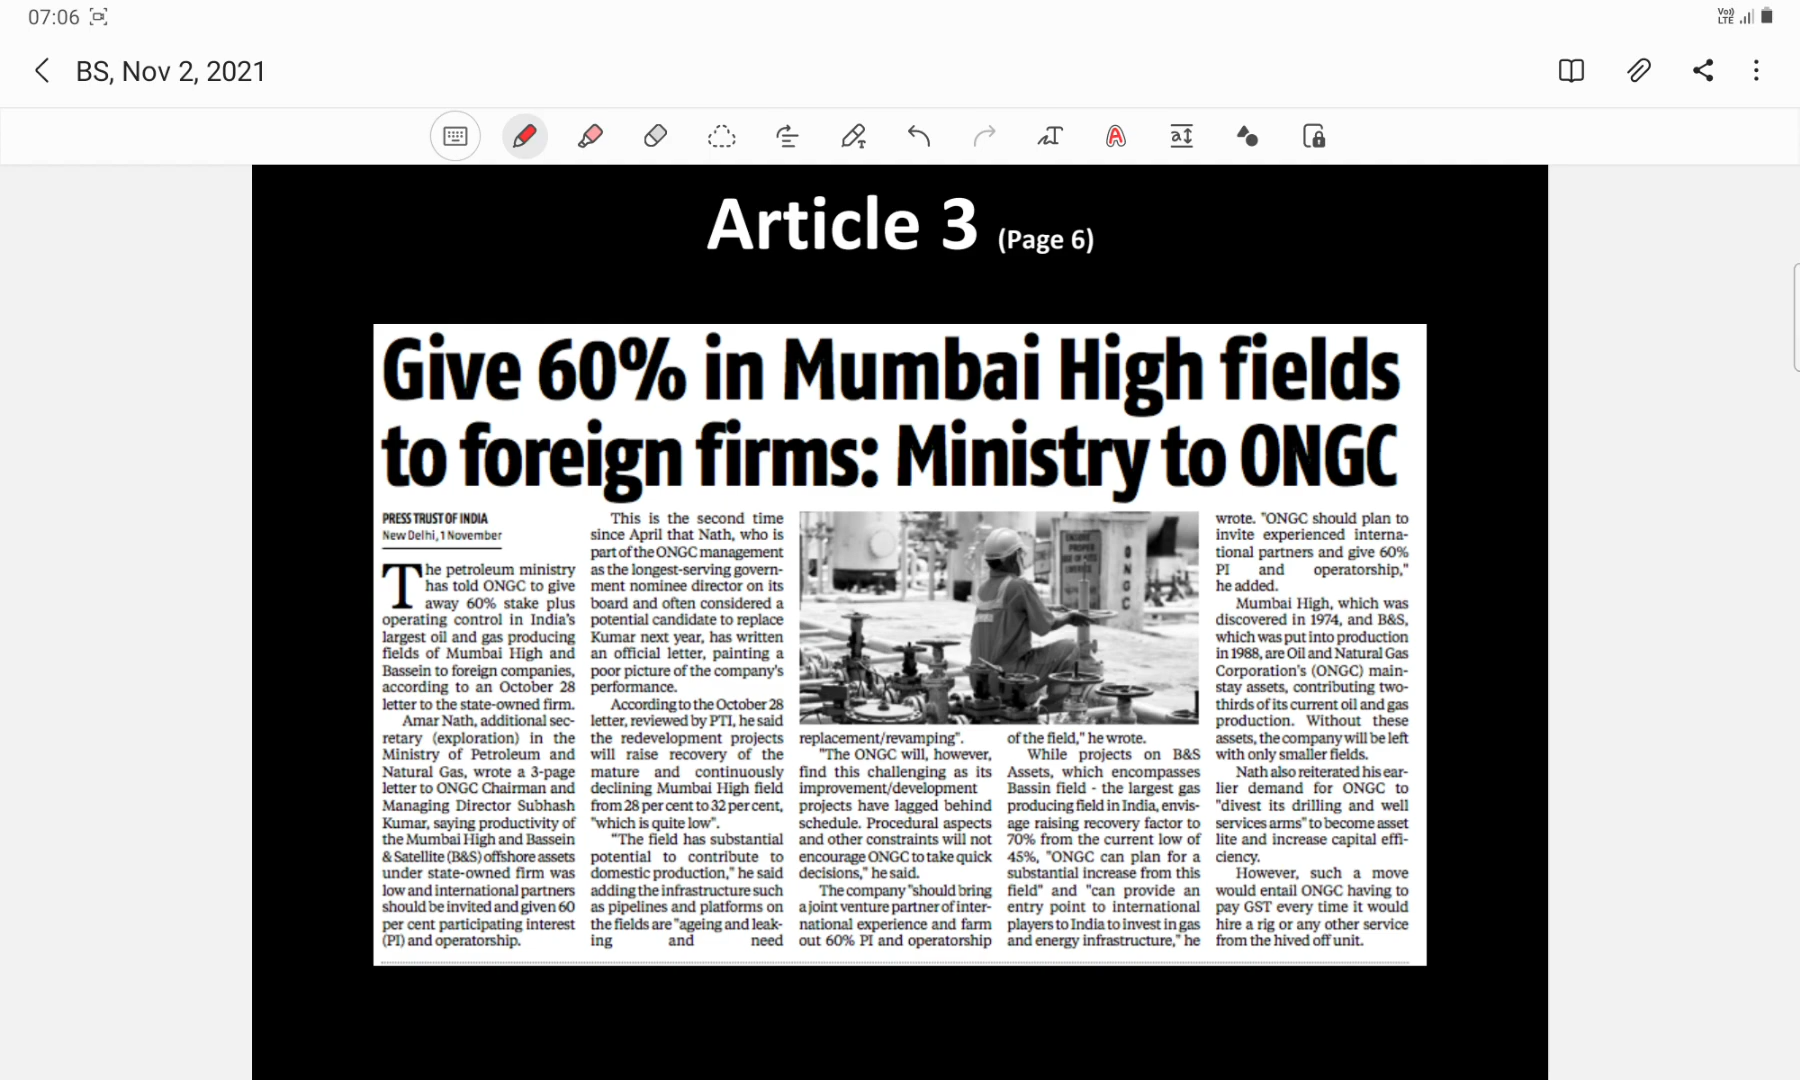 07:06
Vo))
LTE
BS, Nov 2, 2021
T
T
A
a
Article 3 (Page 6)
Give 60% in Mumbai High fields
to foreign firms: Ministry to ONGC
PRESS TRUST OF INDIA
New Delhi, 1 November
The petroleum ministry
has told ONGC to give
away 60% stake plus
operating control in India's
largest oil and gas producing
fields of Mumbai High and
Bassein to foreign companies,
according to an October 28
letter to the state-owned firm.
Amar Nath, additional sec-
retary (exploration) in the
Ministry of Petroleum and
Natural Gas, wrote a 3-page
letter to ONGC Chairman and
Managing Director Subhash
Kumar, saying productivity of
the Mumbai High and Bassein
& Satellite (B&S) offshore assets
under state-owned firm was
low and international partners
should be invited and given 60
per cent participating interest
(PI) and operatorship.
This is the second time
since April that Nath, who is
part of the ONGC management
as the longest-serving govern-
ment nominee director on its
board and often considered a
potential candidate to replace
Kumar next year, has written
an official letter, painting a
poor picture of the company's
performance.
According to the October 28
letter, reviewed by PTI, he said
the redevelopment projects
will raise recovery of the
mature and continuously
declining Mumbai High field
from 28 per cent to 32 per cent,
"which is quite low".
"The field has substantial
potential to contribute to
domestic production," he said
adding the infrastructure such
as pipelines and platforms on
the fields are "ageing and leak-
ing and need
ENSURE
PROPER
ONGC
replacement/revamping".
"The ONGC will, however,
find this challenging as its
improvement/development
projects have lagged behind
schedule. Procedural aspects
and other constraints will not
encourage ONGC to take quick
decisions," he said.
The company "should bring
a joint venture partner of inter-
national experience and farm
out 60% PI and operatorship
of the field," he wrote.
While projects on B&S
Assets, which encompasses
Bassin field - the largest gas
producing field in India, envis-
age raising recovery factor to
70% from the current low of
45%, "ONGC can plan for a
substantial increase from this
field" and "can provide an
entry point to international
players to India to invest in gas
and energy infrastructure," he
wrote. "ONGC should plan to
invite experienced interna-
tional partners and give 60%
PI and operatorship,"
he added.
Mumbai High, which was
discovered in 1974, and B&S,
which was put into production
in 1988, are Oil and Natural Gas
Corporation's (ONGC) main-
stay assets, contributing two-
thirds of its current oil and gas
production. Without these
assets, the company will be left
with only smaller fields.
Nath also reiterated his ear-
lier demand for ONGC to
"divest its drilling and well
services arms" to become asset
lite and increase capital effi-
ciency.
However, such a move
would entail ONGC having to
pay GST every time it would
hire a rig or any other service
from the hived off unit.